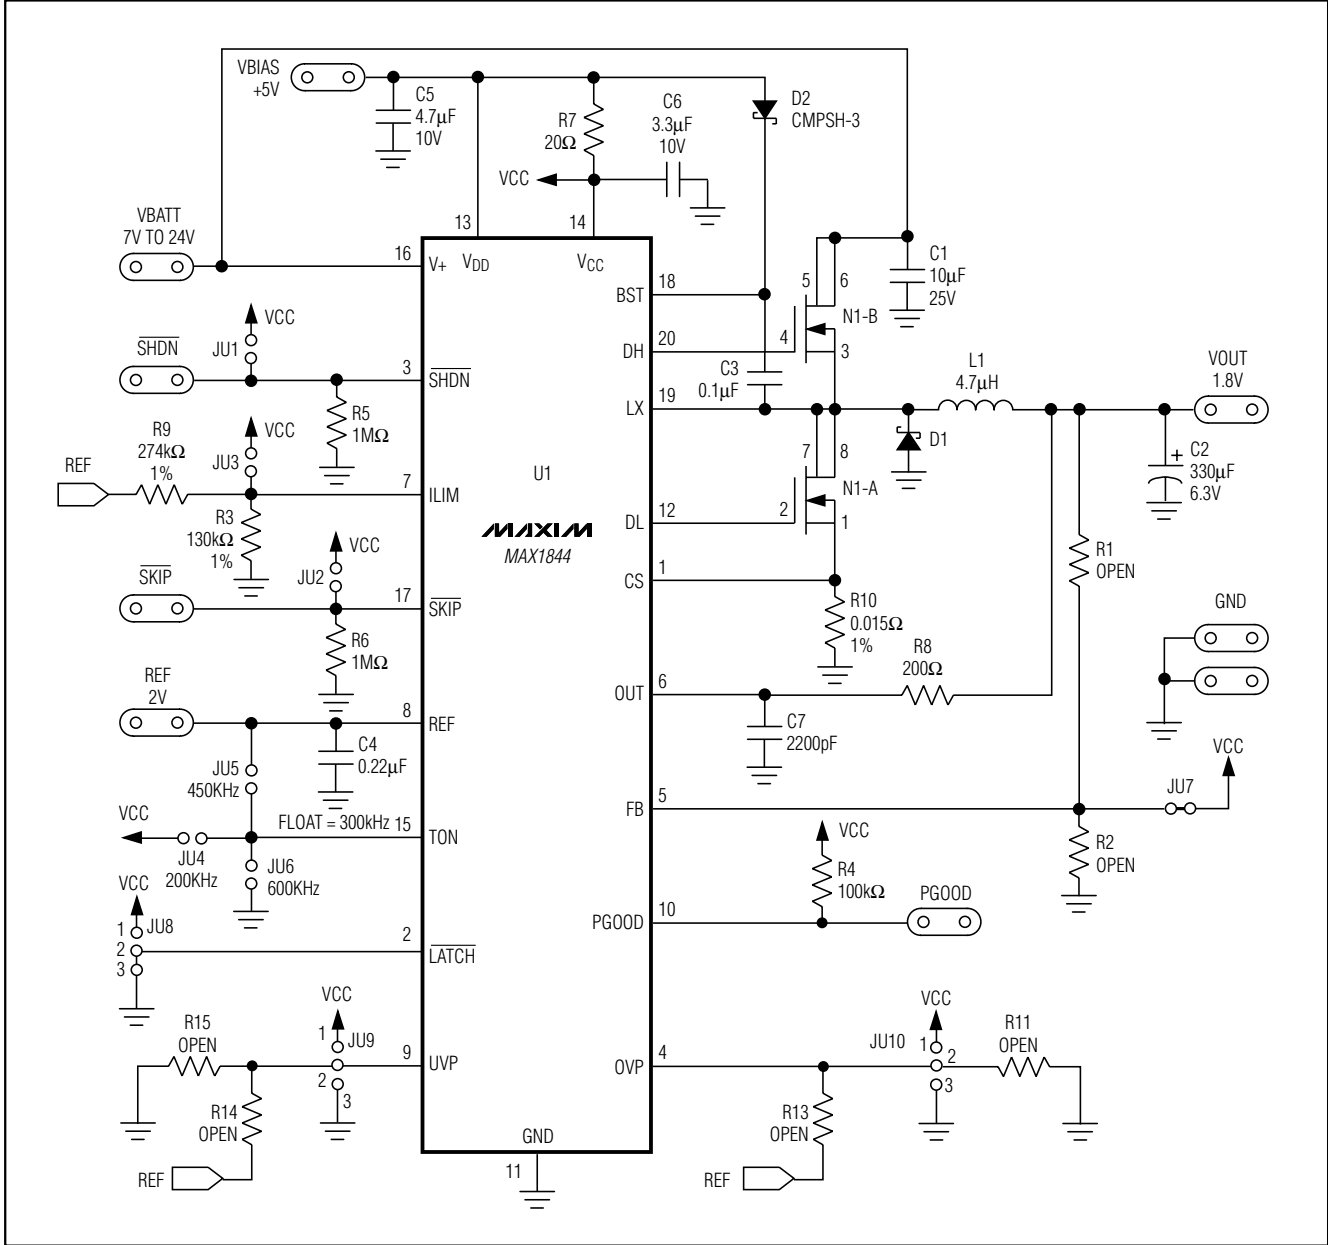 VBIAS
+5V
C5
4.7µF
10V
R7
20Ω
C6
3.3µF
10V
D2
CMPSH-3
VCC
VBATT
7V TO 24V
13
14
16
V+
VDD
VCC
18
BST
5
6
C1
10µF
25V
N1-B
4
3
20
DH
VCC
JU1
SHDN
3
SHDN
R5
1MΩ
C3
0.1µF
19
LX
L1
4.7µH
VOUT
1.8V
D1
C2
330µF
6.3V
+
R9
274kΩ
1%
REF
VCC
JU3
7
ILIM
R3
130kΩ
1%
U1
MAXIM
MAX1844
7
8
N1-A
2
1
12
DL
R1
OPEN
VCC
JU2
SKIP
17
SKIP
R6
1MΩ
1
CS
R10
0.015Ω
1%
GND
REF
2V
8
REF
C4
0.22µF
6
OUT
R8
200Ω
C7
2200pF
JU5
450KHz
VCC
JU7
5
FB
VCC
JU4
200KHz
FLOAT = 300kHz
15
TON
JU6
600KHz
R2
OPEN
VCC
R4
100kΩ
10
PGOOD
PGOOD
VCC
1
JU8
2
3
2
LATCH
R15
OPEN
VCC
1
JU9
2
3
9
UVP
R14
OPEN
REF
4
OVP
VCC
JU10
1
2
3
R11
OPEN
R13
OPEN
REF
GND
11